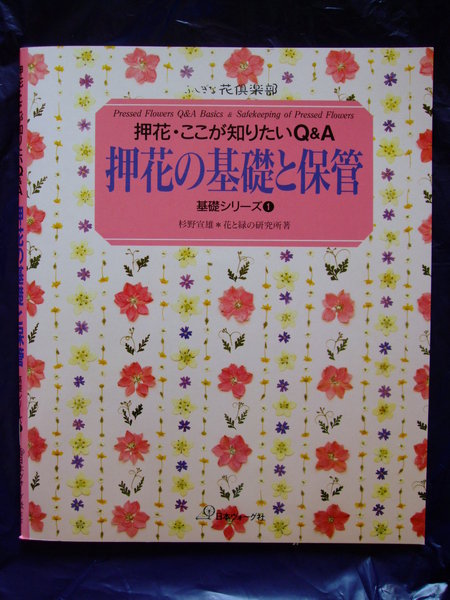 ふしぎな花倶楽部
Pressed Flowers Q&A Basics & Safekeeping of Pressed Flowers
押花・ここが知りたいQ&A
押花の基礎と保管
基礎シリーズ❶
杉野宣雄＊花と緑の研究所著
日本ヴォーグ社